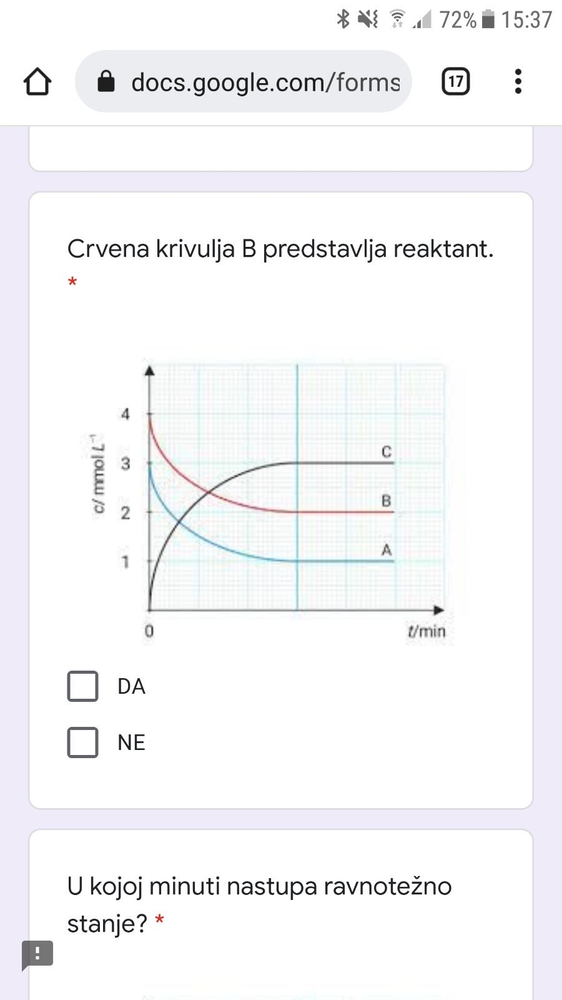 72% 15:37
docs.google.com/forms
17
Crvena krivulja B predstavlja reaktant.
*
4
3
2
1
c/ mmol L⁻¹
C
B
A
0
t/min
DA
NE
U kojoj minuti nastupa ravnotežno
stanje? *
!